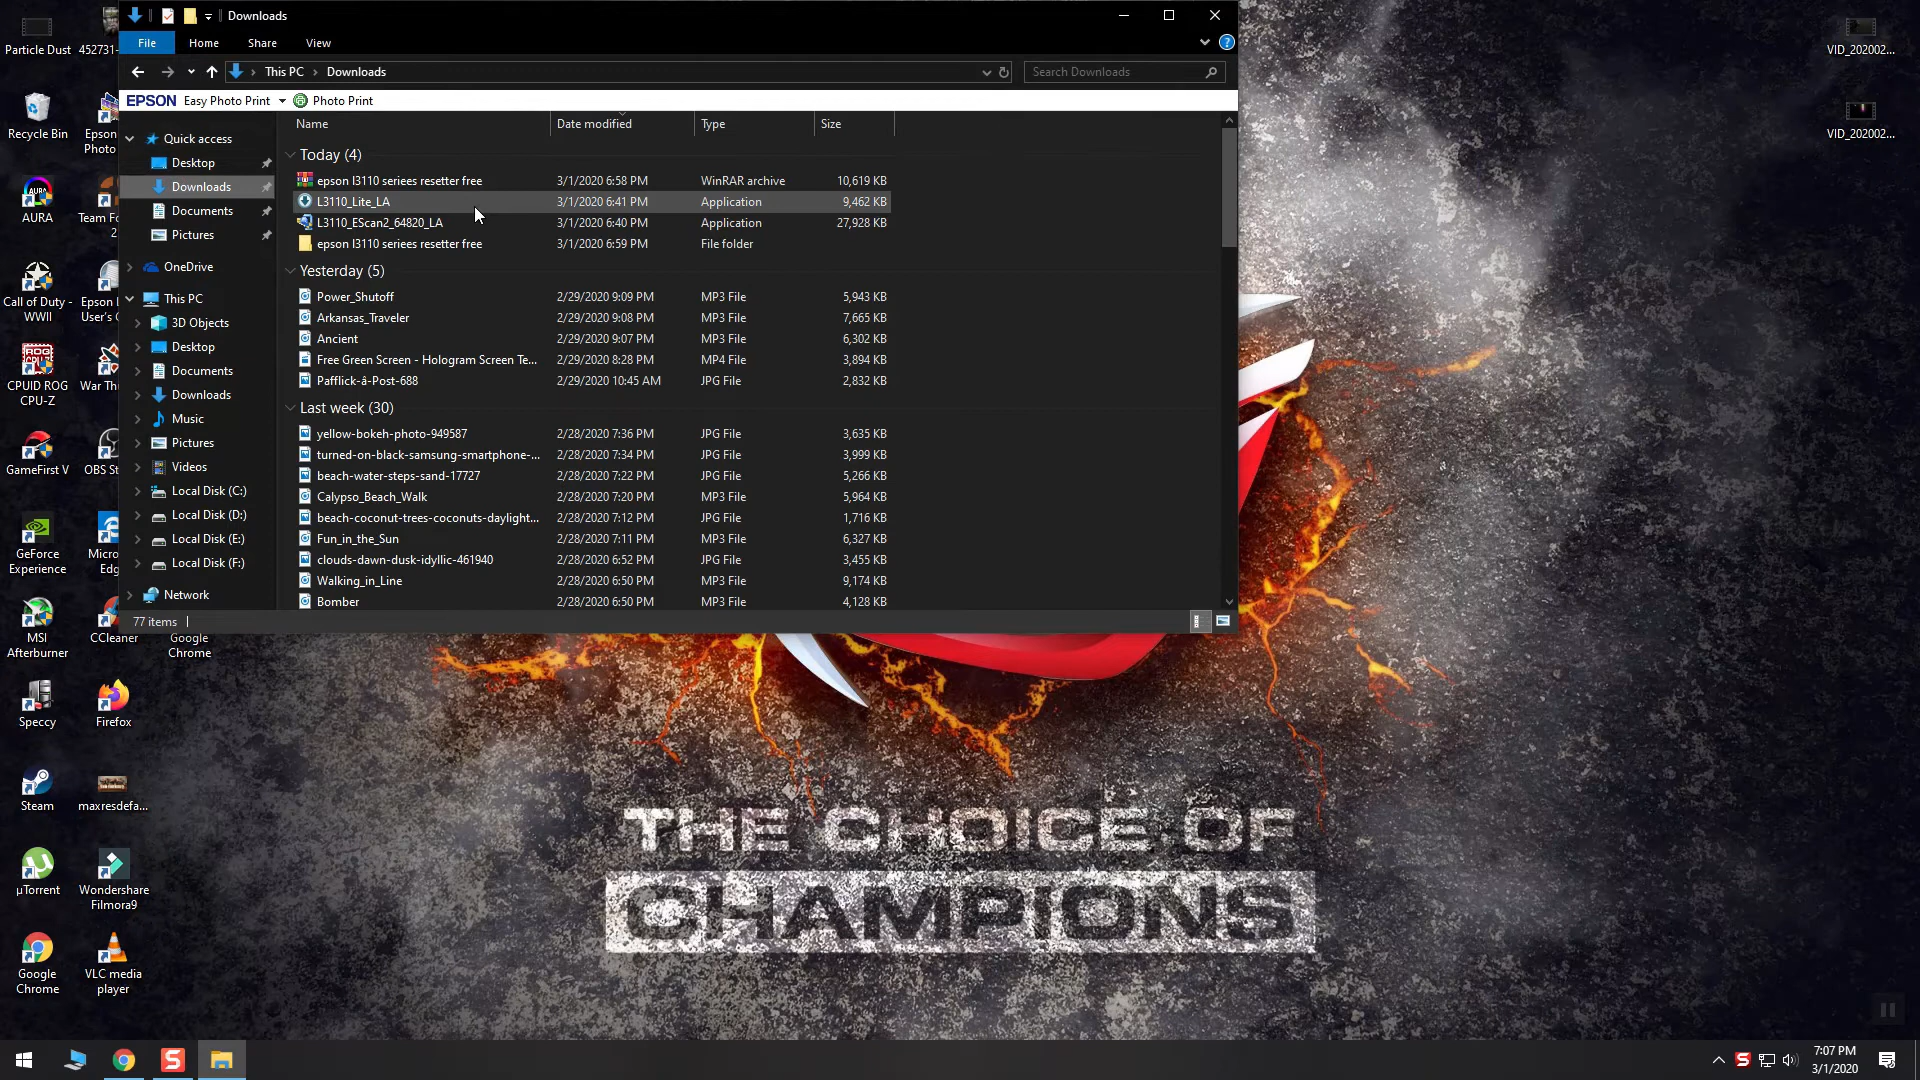 Downloads
File Home Share View
This PC Downloads
Search Downloads
EPSON Easy Photo Print Photo Print
Name Date modified Type Size
Quick access
Desktop
Downloads
Documents
Pictures
OneDrive
This PC
3D Objects
Desktop
Documents
Downloads
Music
Pictures
Videos
Local Disk (C:)
Local Disk (D:)
Local Disk (E:)
Local Disk (F:)
Network
Today (4)
epson l3110 seriees resetter free 3/1/2020 6:58 PM WinRAR archive 10,619 KB
L3110_Lite_LA 3/1/2020 6:41 PM Application 9,462 KB
L3110_EScan2_64820_LA 3/1/2020 6:40 PM Application 27,928 KB
epson l3110 seriees resetter free 3/1/2020 6:59 PM File folder
Yesterday (5)
Power_Shutoff 2/29/2020 9:09 PM MP3 File 5,943 KB
Arkansas_Traveler 2/29/2020 9:08 PM MP3 File 7,665 KB
Ancient 2/29/2020 9:07 PM MP3 File 6,302 KB
Free Green Screen - Hologram Screen Te... 2/29/2020 8:28 PM MP4 File 3,894 KB
Pafflick-â-Post-688 2/29/2020 10:45 AM JPG File 2,832 KB
Last week (30)
yellow-bokeh-photo-949587 2/28/2020 7:36 PM JPG File 3,635 KB
turned-on-black-samsung-smartphone-... 2/28/2020 7:34 PM JPG File 3,999 KB
beach-water-steps-sand-17727 2/28/2020 7:22 PM JPG File 5,266 KB
Calypso_Beach_Walk 2/28/2020 7:20 PM MP3 File 5,964 KB
beach-coconut-trees-coconuts-daylight... 2/28/2020 7:12 PM JPG File 1,716 KB
Fun_in_the_Sun 2/28/2020 7:11 PM MP3 File 6,327 KB
clouds-dawn-dusk-idyllic-461940 2/28/2020 6:52 PM JPG File 3,455 KB
Walking_in_Line 2/28/2020 6:50 PM MP3 File 9,174 KB
Bomber 2/28/2020 6:50 PM MP3 File 4,128 KB
77 items
Particle Dust 452731-
Recycle Bin Epson Photo
AURA Team Fo 2
Call of Duty - WWII Epson User's
CPUID ROG CPU-Z War Th
GameFirst V OBS St
GeForce Experience Micro Edg
MSI Afterburner CCleaner Google Chrome
Speccy Firefox
Steam maxresdefa...
µTorrent Wondershare Filmora9
Google Chrome VLC media player
VID_202002...
VID_202002...
THE CHOICE OF
CHAMPIONS
7:07 PM
3/1/2020